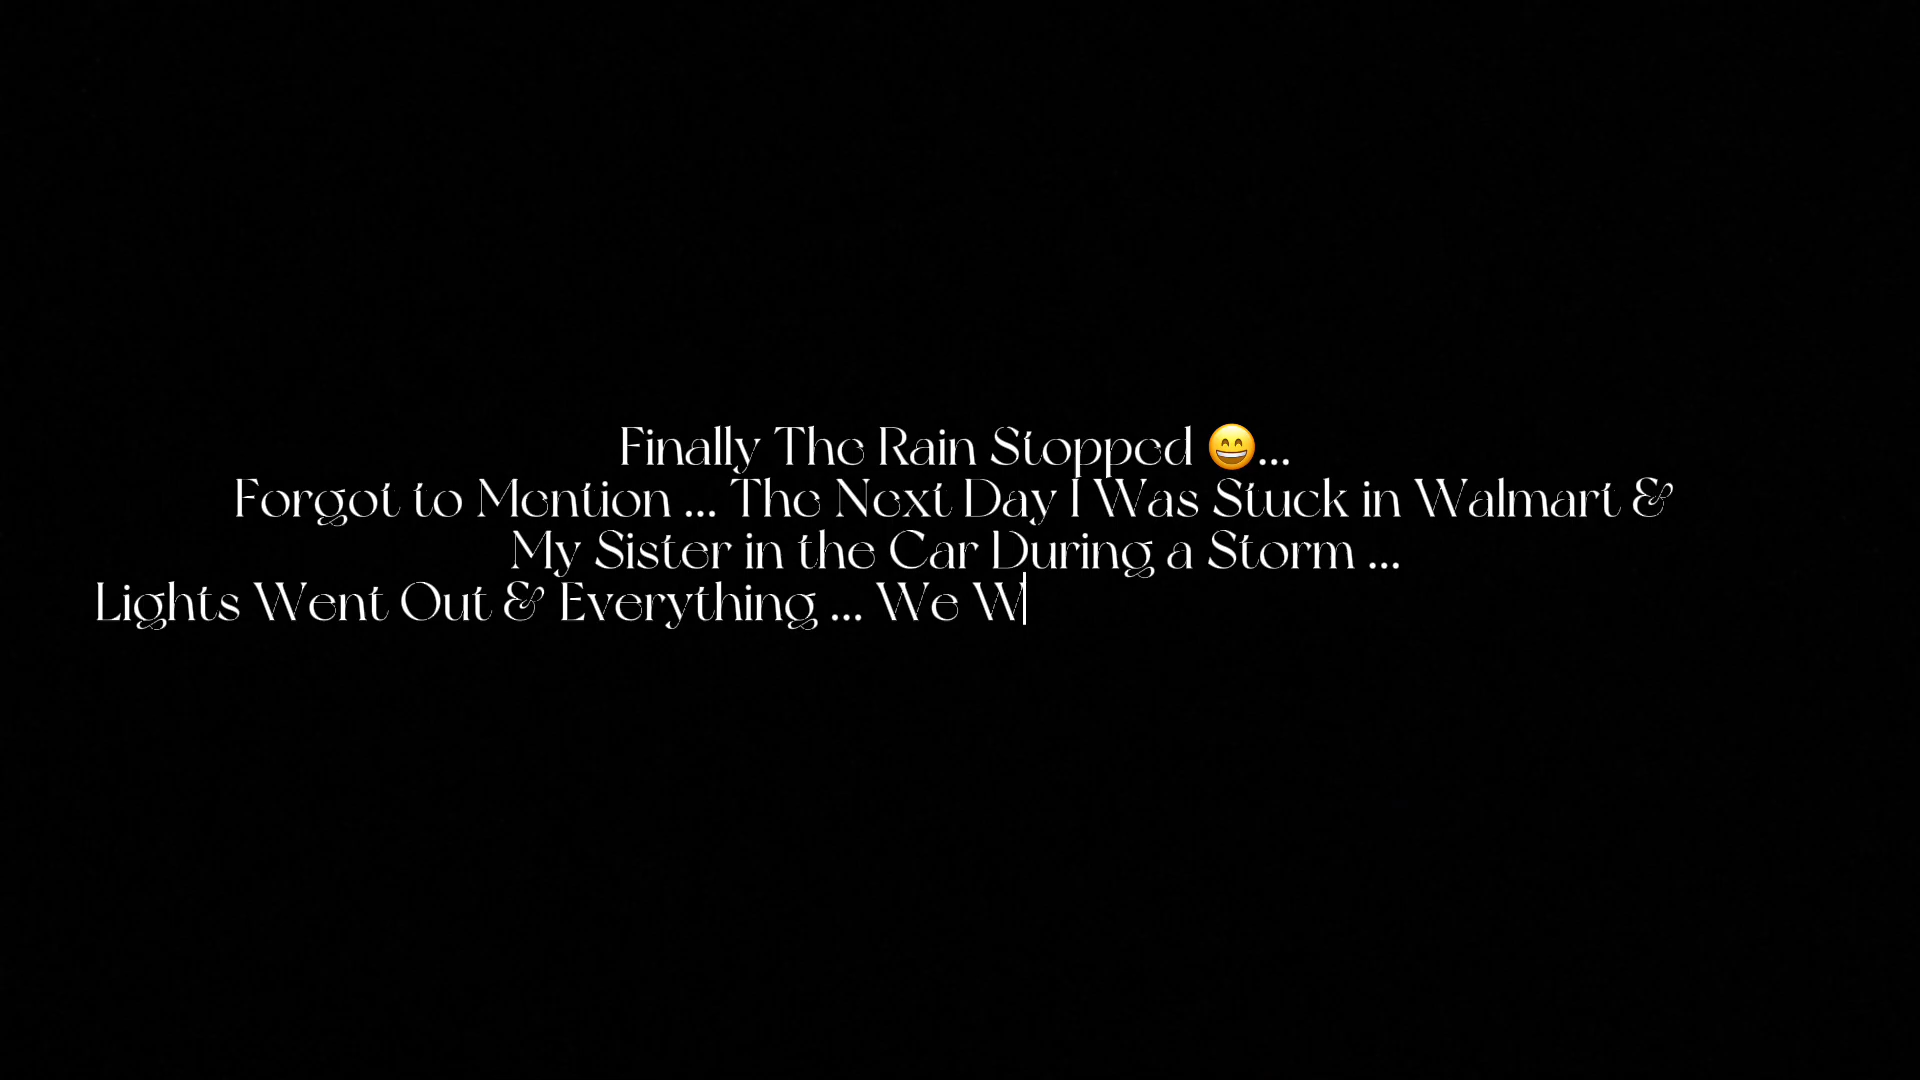 Finally The Rain Stopped 😄...
Forgot to Mention ... The Next Day I Was Stuck in Walmart &
My Sister in the Car During a Storm ...
Lights Went Out & Everything ... We W